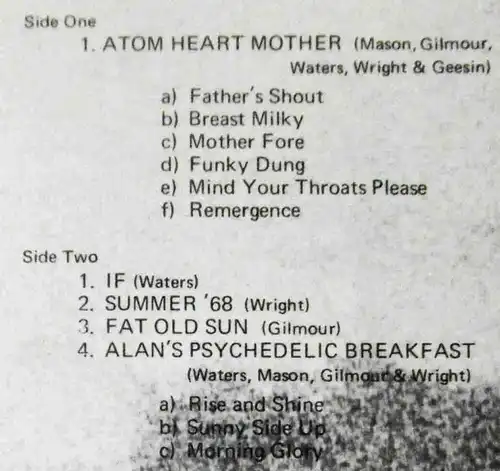 Side One
1. ATOM HEART MOTHER (Mason, Gilmour,
Waters, Wright & Geesin)
a) Father's Shout
b) Breast Milky
c) Mother Fore
d) Funky Dung
e) Mind Your Throats Please
f) Remergence
Side Two
1. IF (Waters)
2. SUMMER '68 (Wright)
3. FAT OLD SUN (Gilmour)
4. ALAN'S PSYCHEDELIC BREAKFAST
(Waters, Mason, Gilmour & Wright)
a) Rise and Shine
b) Sunny Side Up
c) Morning Glory